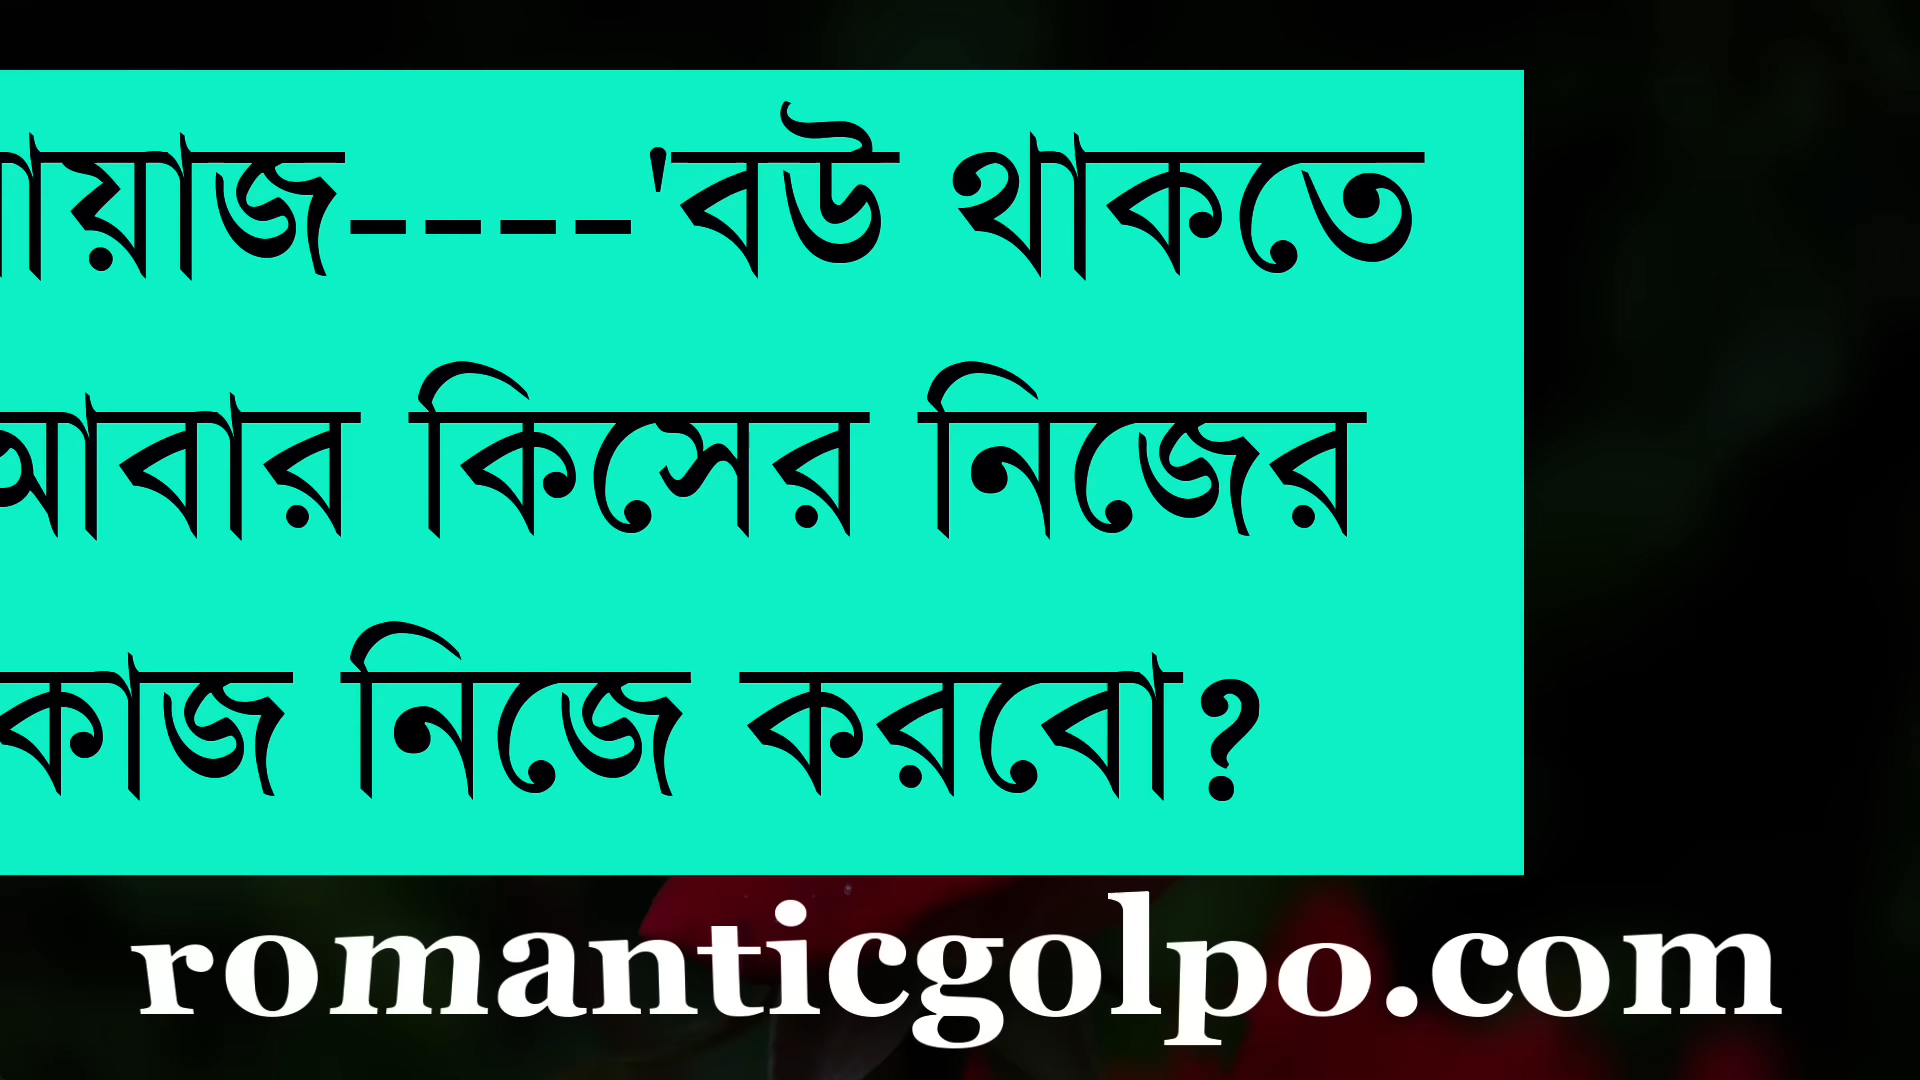 ----'বউ থাকতে
আবার কিসের নিজের
কাজ নিজে করবো?
romanticgolpo.com